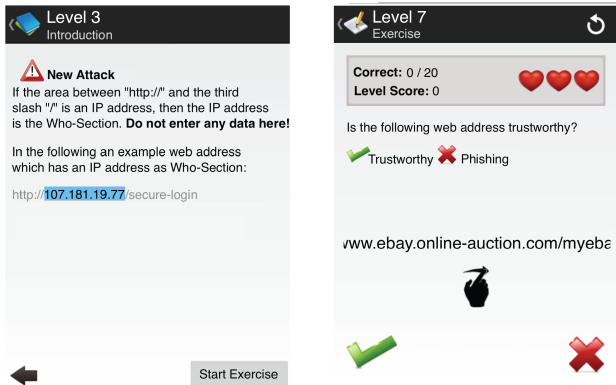 Level 3
Introduction
New Attack
If the area between "http://" and the third
slash "/" is an IP address, then the IP address
is the Who-Section. Do not enter any data here!
In the following an example web address
which has an IP address as Who-Section:
http://107.181.19.77/secure-login
Start Exercise
Level 7
Exercise
Correct: 0 / 20
Level Score: 0
Is the following web address trustworthy?
Trustworthy Phishing
www.ebay.online-auction.com/myeba